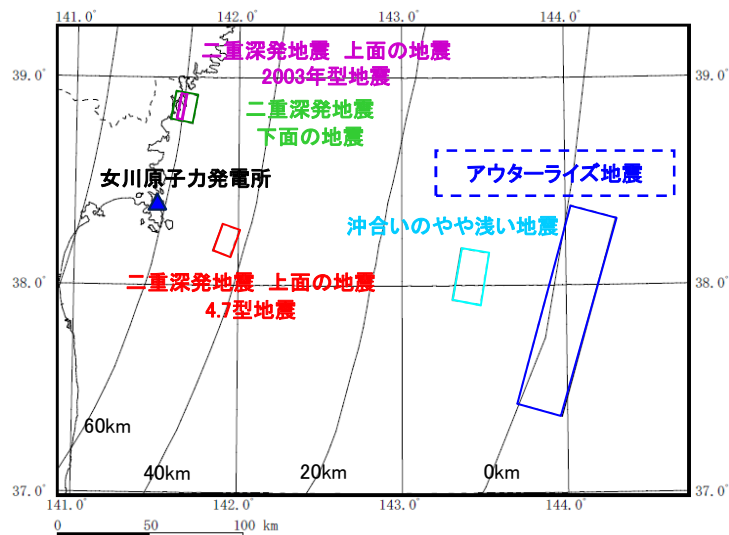 141.0° 142.0° 143.0° 144.0°
39.0° 39.0°
二重深発地震 上面の地震
2003年型地震
二重深発地震
下面の地震
女川原子力発電所
アウターライズ地震
沖合いのやや浅い地震
38.0° 38.0°
二重深発地震 上面の地震
4.7型地震
60km
40km 20km 0km
37.0° 37.0°
141.0° 142.0° 143.0° 144.0°
0 50 100 km